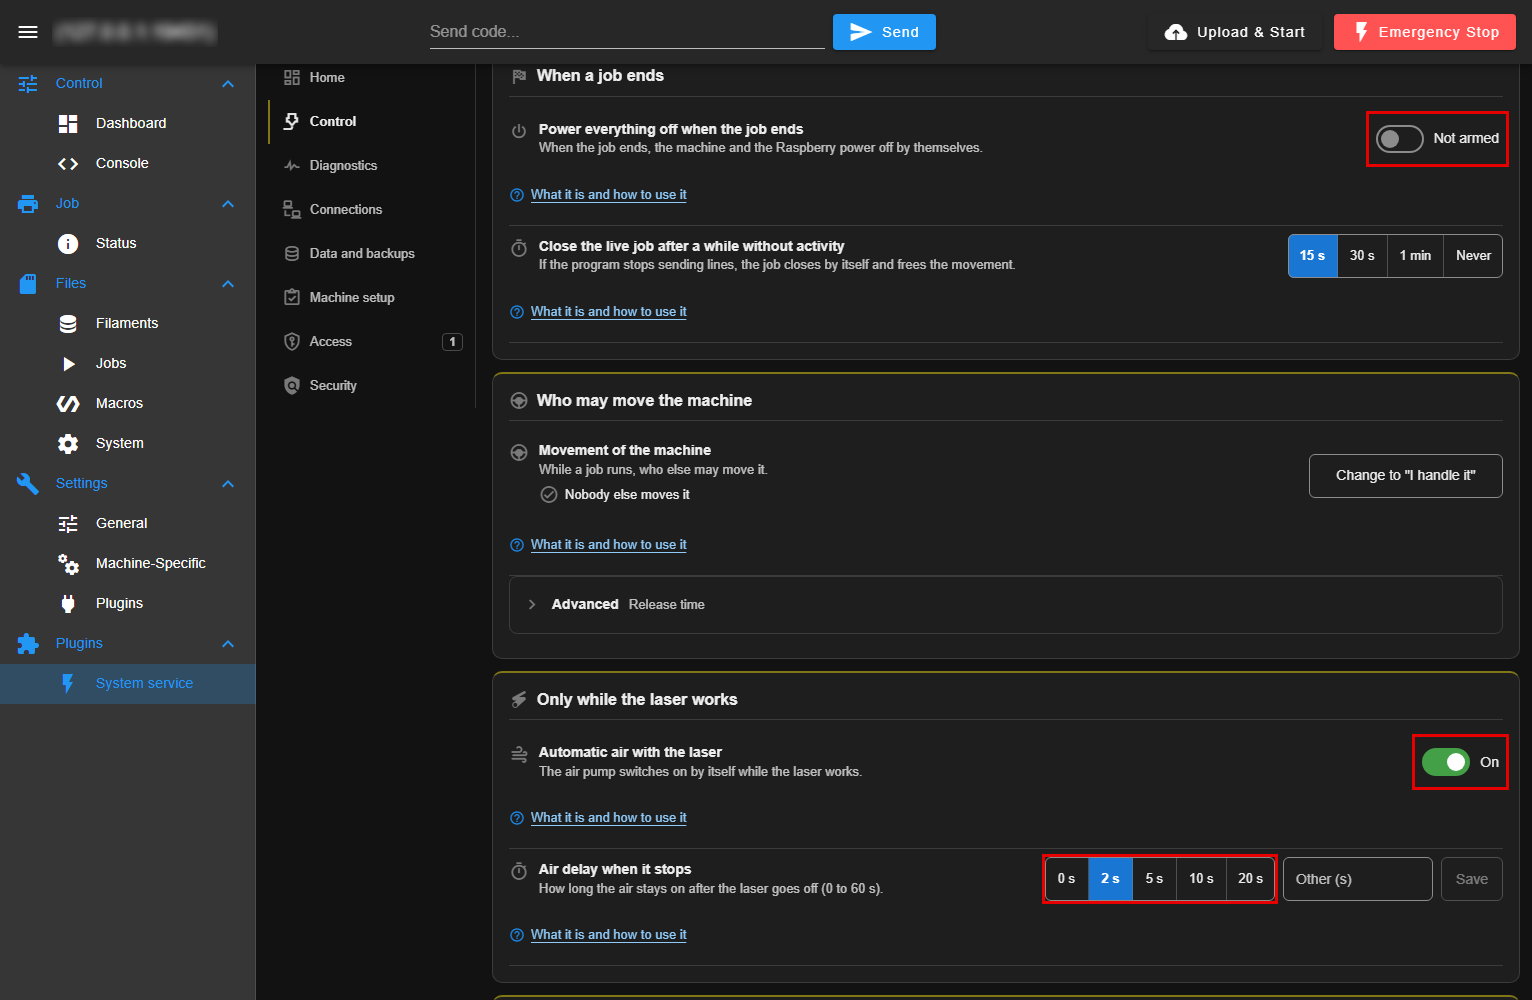 Send code...
Send
Upload & Start
Emergency Stop
Control
Dashboard
Console
Job
Status
Files
Filaments
Jobs
Macros
System
Settings
General
Machine-Specific
Plugins
Plugins
System service
Home
Control
Diagnostics
Connections
Data and backups
Machine setup
Access
1
Security
When a job ends
Power everything off when the job ends
When the job ends, the machine and the Raspberry power off by themselves.
Not armed
What it is and how to use it
Close the live job after a while without activity
If the program stops sending lines, the job closes by itself and frees the movement.
15 s
30 s
1 min
Never
What it is and how to use it
Who may move the machine
Movement of the machine
While a job runs, who else may move it.
Nobody else moves it
Change to "I handle it"
What it is and how to use it
Advanced Release time
Only while the laser works
Automatic air with the laser
The air pump switches on by itself while the laser works.
On
What it is and how to use it
Air delay when it stops
How long the air stays on after the laser goes off (0 to 60 s).
0 s
2 s
5 s
10 s
20 s
Other (s)
Save
What it is and how to use it